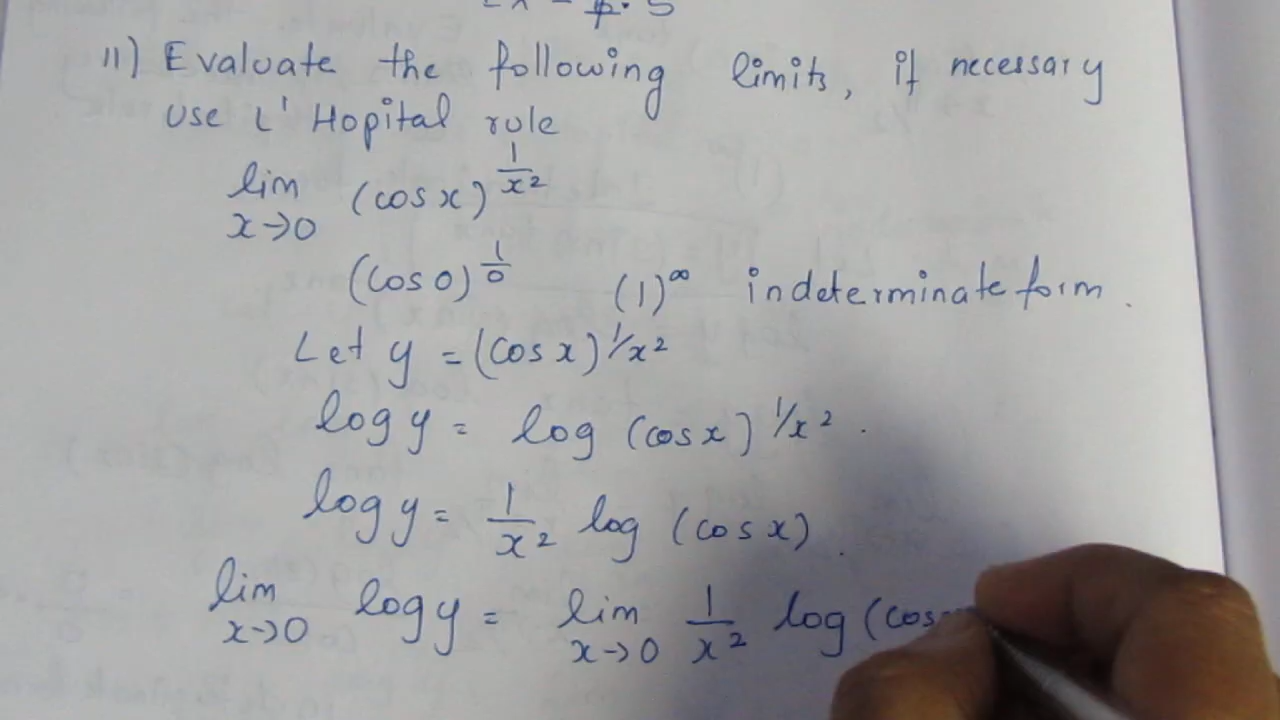 11) Evaluate the following limits, if necessary
Use L' Hopital rule
lim x→0 (cos x)^(1/x²)
(cos 0)^(1/0) (1)^∞ indeterminate form.
Let y = (cos x)^(1/x²)
log y = log (cos x)^(1/x²).
log y = 1/x² log (cos x).
lim x→0 log y = lim x→0 1/x² log (cos